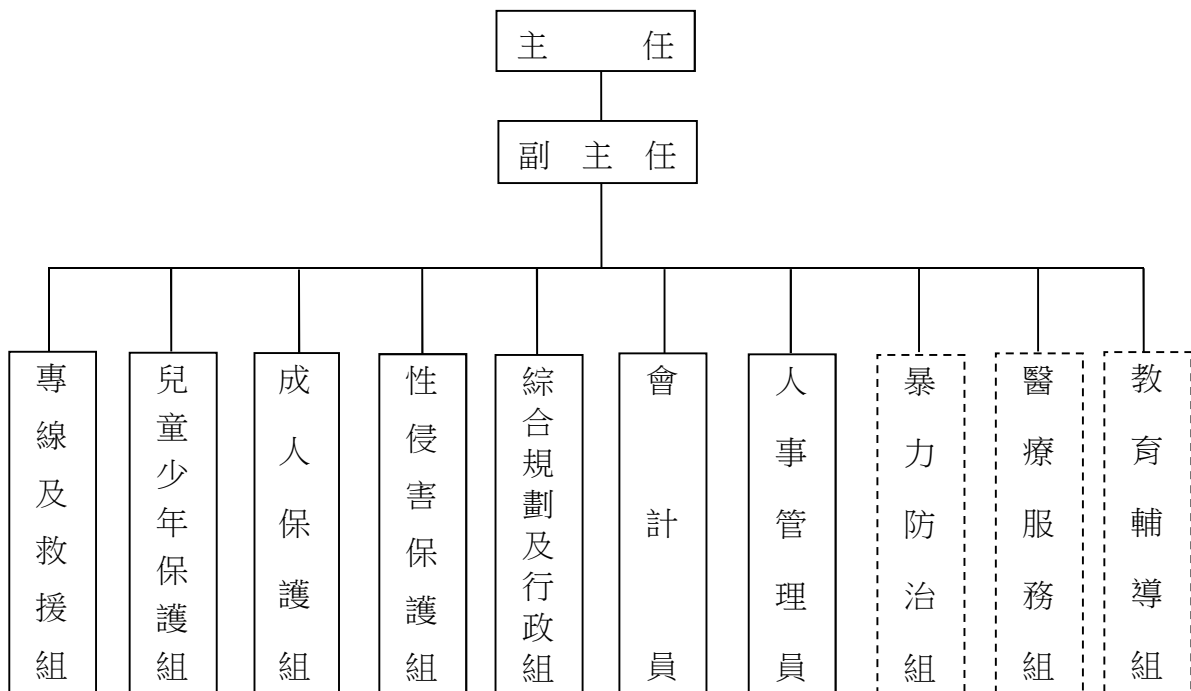 主任
副主任
專線及救援組
兒童少年保護組
成人保護組
性侵害保護組
綜合規劃及行政組
會計員
人事管理員
暴力防治組
醫療服務組
教育輔導組